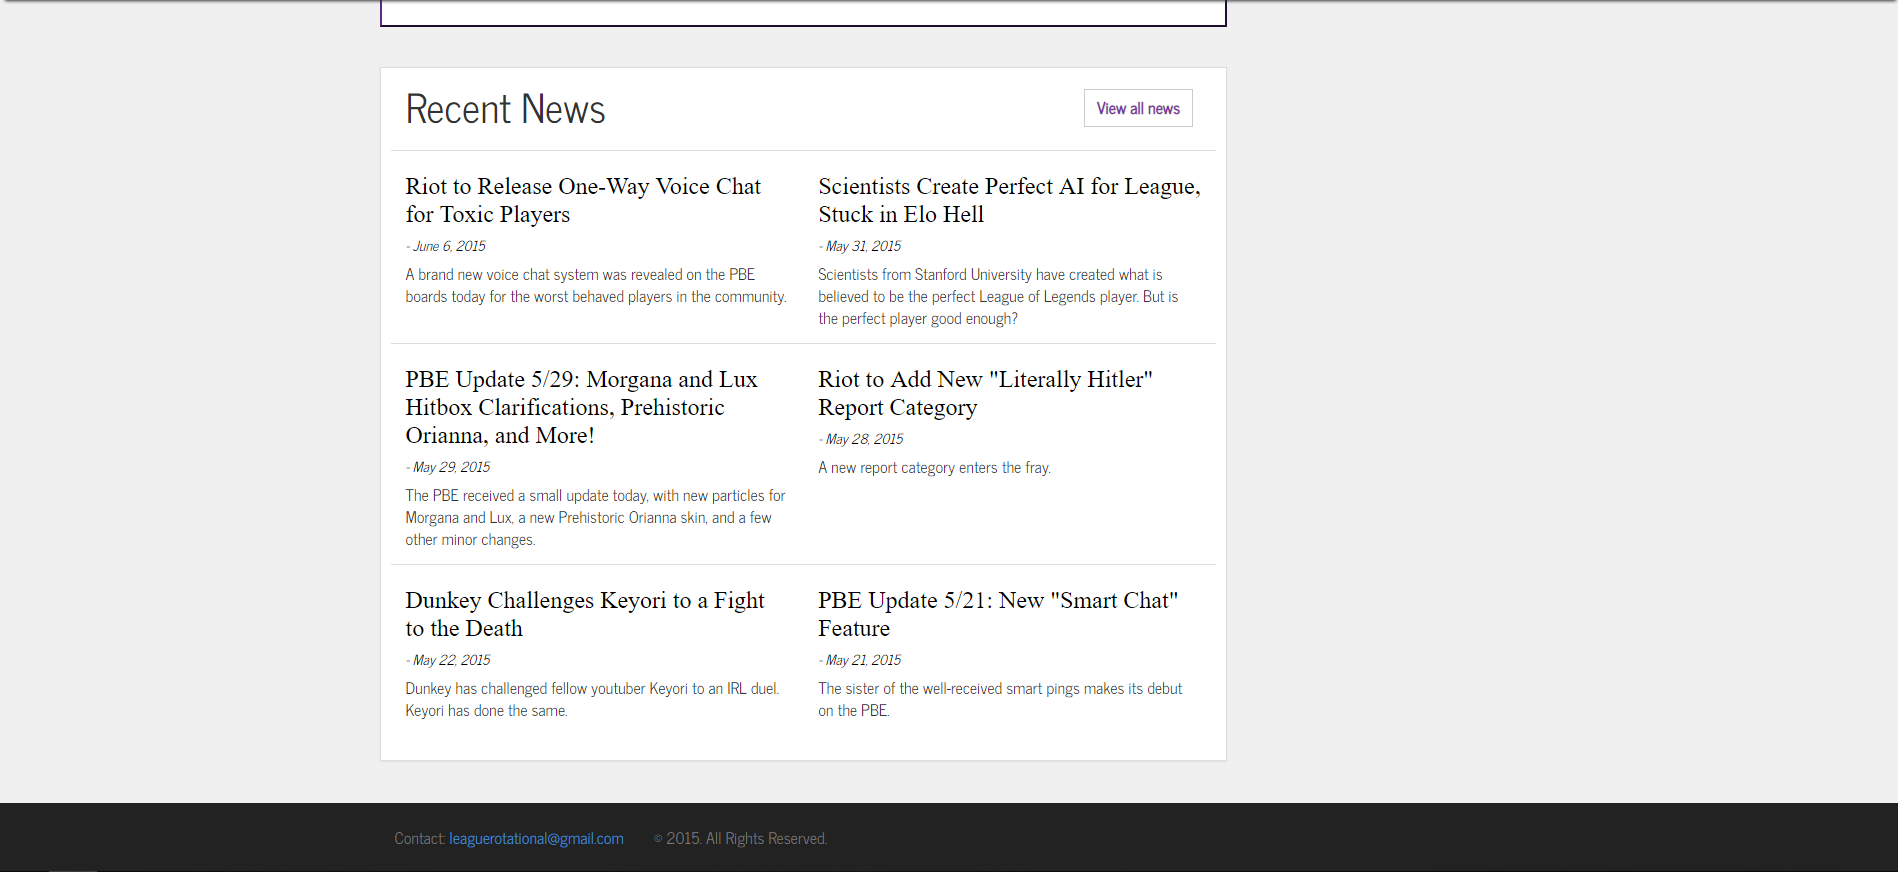 Recent News
View all news
Riot to Release One-Way Voice Chat
for Toxic Players
- June 6, 2015
A brand new voice chat system was revealed on the PBE
boards today for the worst behaved players in the community.
Scientists Create Perfect AI for League,
Stuck in Elo Hell
- May 31, 2015
Scientists from Stanford University have created what is
believed to be the perfect League of Legends player. But is
the perfect player good enough?
PBE Update 5/29: Morgana and Lux
Hitbox Clarifications, Prehistoric
Orianna, and More!
- May 29, 2015
The PBE received a small update today, with new particles for
Morgana and Lux, a new Prehistoric Orianna skin, and a few
other minor changes.
Riot to Add New "Literally Hitler"
Report Category
- May 28, 2015
A new report category enters the fray.
Dunkey Challenges Keyori to a Fight
to the Death
- May 22, 2015
Dunkey has challenged fellow youtuber Keyori to an IRL duel.
Keyori has done the same.
PBE Update 5/21: New "Smart Chat"
Feature
- May 21, 2015
The sister of the well-received smart pings makes its debut
on the PBE.
Contact: leaguerotational@gmail.com © 2015. All Rights Reserved.